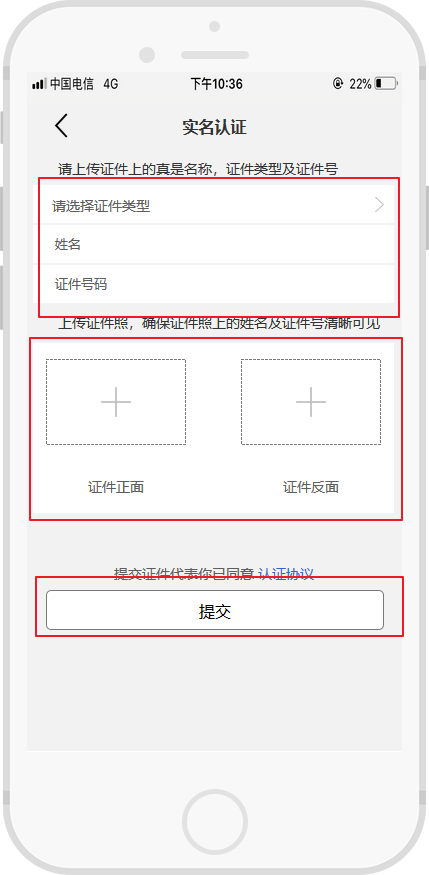 中国电信 4G 下午10:36 22%
实名认证
请上传证件上的真是名称，证件类型及证件号
请选择证件类型
姓名
证件号码
上传证件照，确保证件照上的姓名及证件号清晰可见
证件正面 证件反面
提交证件代表你已同意 认证协议
提交